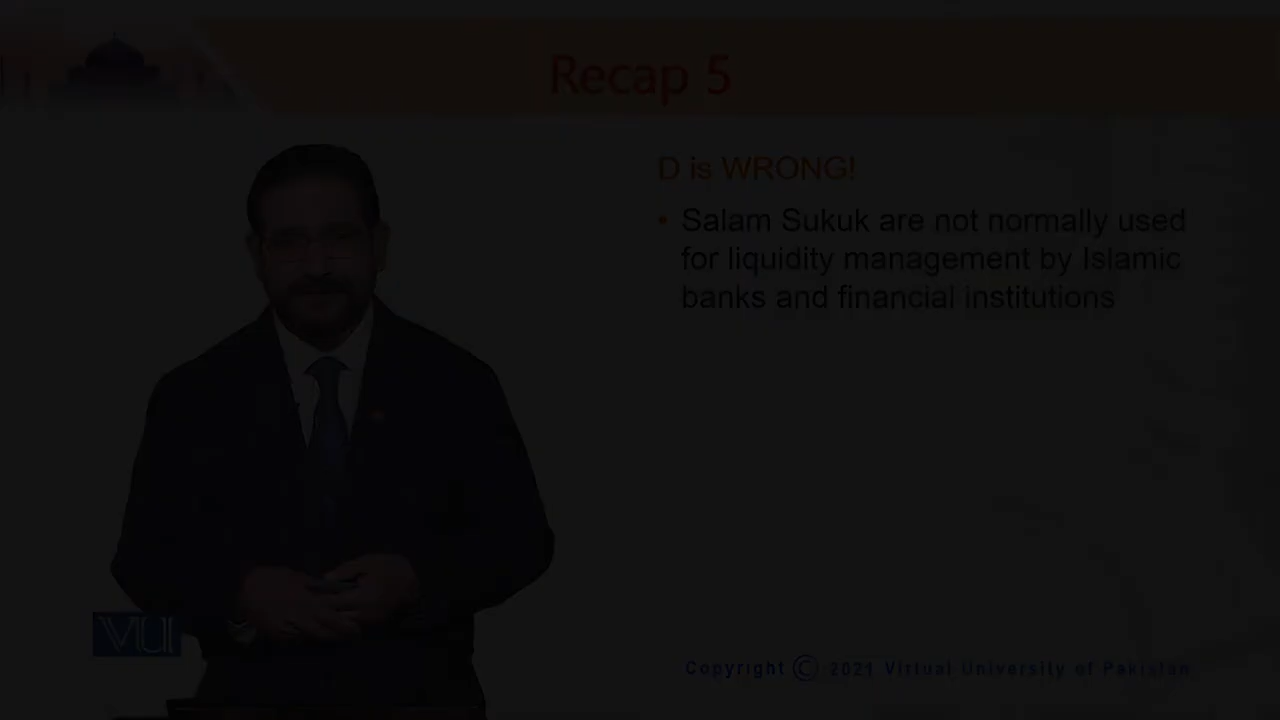 Recap 5
D is WRONG!
• Salam Sukuk are not normally used
for liquidity management by Islamic
banks and financial institutions
VU
Copyright © 2021 Virtual University of Pakistan